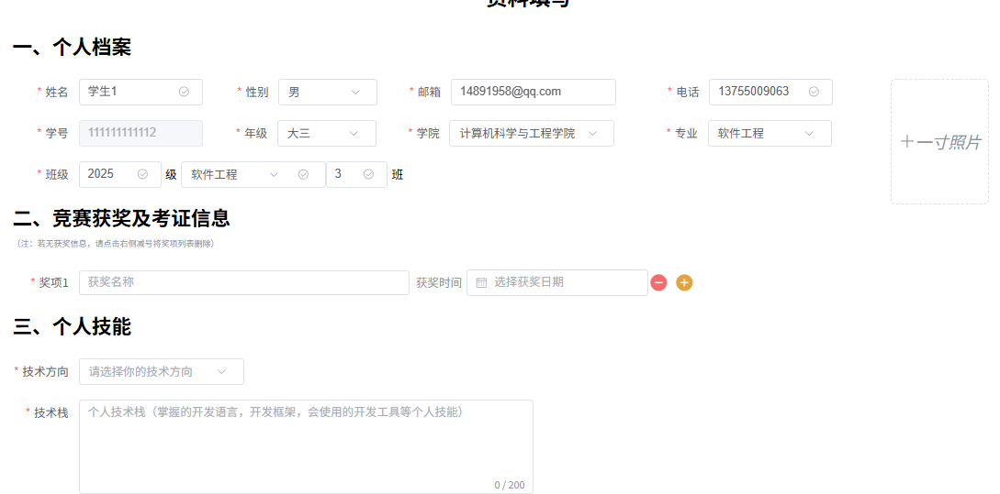 资料填写
一、个人档案
* 姓名 学生1 * 性别 男 * 邮箱 14891958@qq.com * 电话 13755009063
* 学号 111111111112 * 年级 大三 * 学院 计算机科学与工程学院 * 专业 软件工程
+一寸照片
* 班级 2025 级 软件工程 3 班
二、竞赛获奖及考证信息
（注：若无获奖信息，请点击右侧减号将奖项列表删除）
* 奖项1 获奖名称 获奖时间 选择获奖日期
三、个人技能
* 技术方向 请选择你的技术方向
* 技术栈 个人技术栈（掌握的开发语言，开发框架，会使用的开发工具等个人技能）
0 / 200